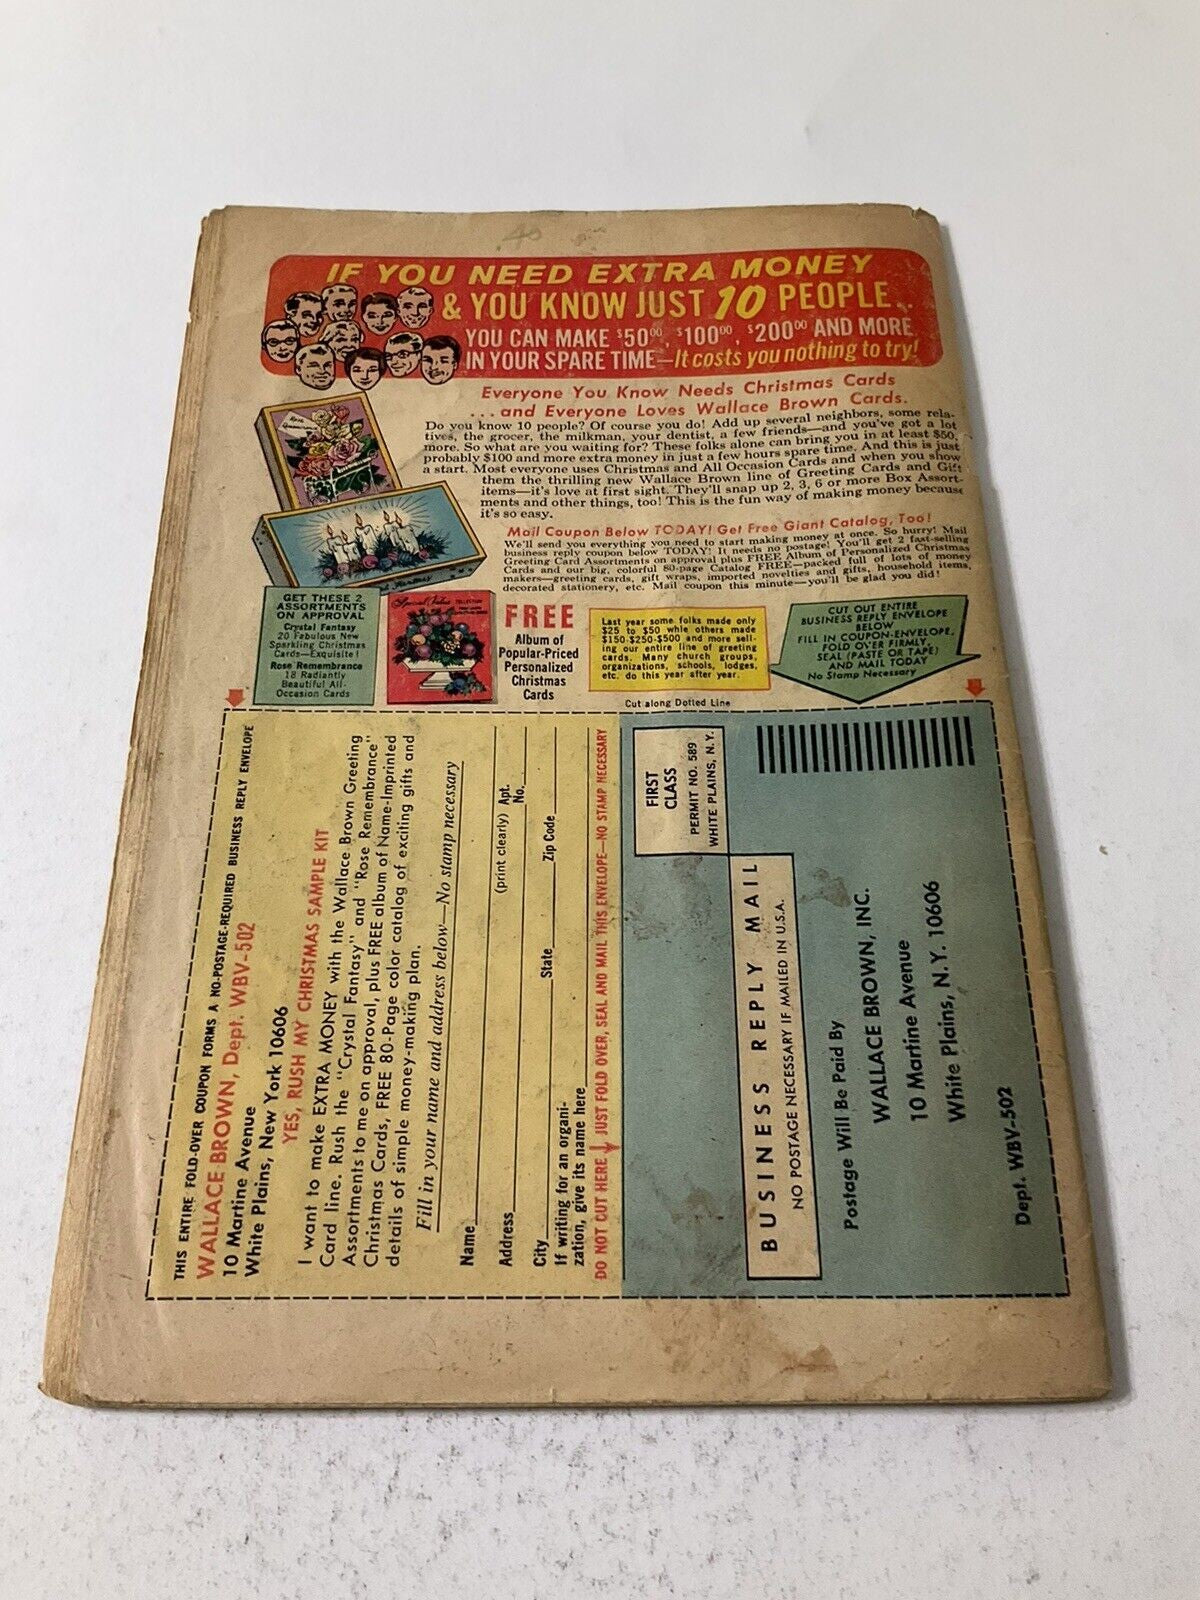 .40
IF YOU NEED EXTRA MONEY
& YOU KNOW JUST 10 PEOPLE..
YOU CAN MAKE $50⁰⁰, $100⁰⁰, $200⁰⁰ AND MORE
IN YOUR SPARE TIME—It costs you nothing to try!
Everyone You Know Needs Christmas Cards
...and Everyone Loves Wallace Brown Cards.
Do you know 10 people? Of course you do! Add up several neighbors, some rela-
tives, the grocer, the milkman, your dentist, a few friends—and you've got a lot
more. So what are you waiting for? These folks alone can bring you in at least $50,
probably $100 and more extra money in just a few hours spare time. And this is just
a start. Most everyone uses Christmas and All Occasion Cards and when you show
them the thrilling new Wallace Brown line of Greeting Cards and Gift
items—it's love at first sight. They'll snap up 2, 3, 6 or more Box Assort-
ments and other things, too! This is the fun way of making money because
it's so easy.
Mail Coupon Below TODAY! Get Free Giant Catalog, Too!
We'll send you everything you need to start making money at once. So hurry! Mail
business reply coupon below TODAY! It needs no postage! You'll get 2 fast-selling
Greeting Card Assortments on approval plus FREE Album of Personalized Christmas
Cards and our big, colorful 80-page Catalog FREE—packed full of lots of money
makers—greeting cards, gift wraps, imported novelties and gifts, household items,
decorated stationery, etc. Mail coupon this minute—you'll be glad you did!
GET THESE 2
ASSORTMENTS
ON APPROVAL
Crystal Fantasy
20 Fabulous New
Sparkling Christmas
Cards—Exquisite!
Rose Remembrance
18 Radiantly
Beautiful All-
Occasion Cards
Special Value
COLLECTION
FREE
Album of
Popular-Priced
Personalized
Christmas
Cards
Last year some folks made only
$25 to $50 while others made
$150-$250-$500 and more sell-
ing our entire line of greeting
cards. Many church groups,
organizations, schools, lodges,
etc. do this year after year.
CUT OUT ENTIRE
BUSINESS REPLY ENVELOPE
BELOW
FILL IN COUPON-ENVELOPE,
FOLD OVER FIRMLY,
SEAL (PASTE OR TAPE)
AND MAIL TODAY
No Stamp Necessary
Cut along Dotted Line
THIS ENTIRE FOLD-OVER COUPON FORMS A NO-POSTAGE-REQUIRED BUSINESS REPLY ENVELOPE
WALLACE BROWN, Dept. WBV-502
10 Martine Avenue
White Plains, New York 10606
YES, RUSH MY CHRISTMAS SAMPLE KIT
I want to make EXTRA MONEY with the Wallace Brown Greeting
Card line. Rush the "Crystal Fantasy" and "Rose Remembrance"
Assortments to me on approval, plus FREE album of Name-Imprinted
Christmas Cards, FREE 80-Page color catalog of exciting gifts and
details of simple money-making plan.
Fill in your name and address below—No stamp necessary
Name
(print clearly) Apt.
Address No.
City State Zip Code
If writing for an organi-
zation, give its name here
DO NOT CUT HERE JUST FOLD OVER, SEAL AND MAIL THIS ENVELOPE—NO STAMP NECESSARY
FIRST
CLASS
PERMIT NO. 589
WHITE PLAINS, N.Y.
BUSINESS REPLY MAIL
NO POSTAGE NECESSARY IF MAILED IN U.S.A.
Postage Will Be Paid By
WALLACE BROWN, INC.
10 Martine Avenue
White Plains, N. Y. 10606
Dept. WBV-502